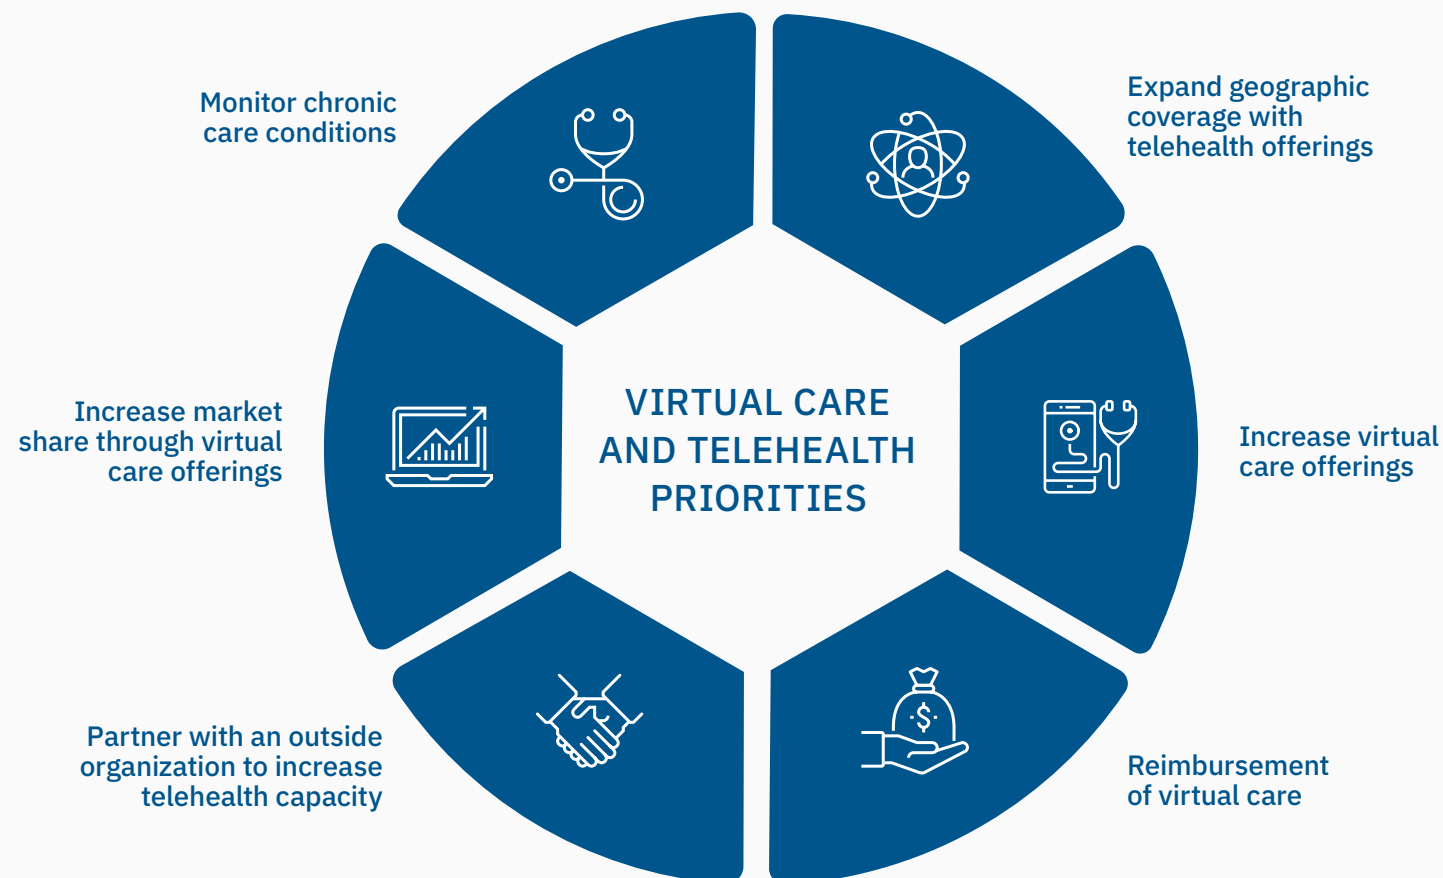 Monitor chronic
care conditions
Expand geographic
coverage with
telehealth offerings
Increase market
share through virtual
care offerings
VIRTUAL CARE
AND TELEHEALTH
PRIORITIES
Increase virtual
care offerings
Partner with an outside
organization to increase
telehealth capacity
$
Reimbursement
of virtual care